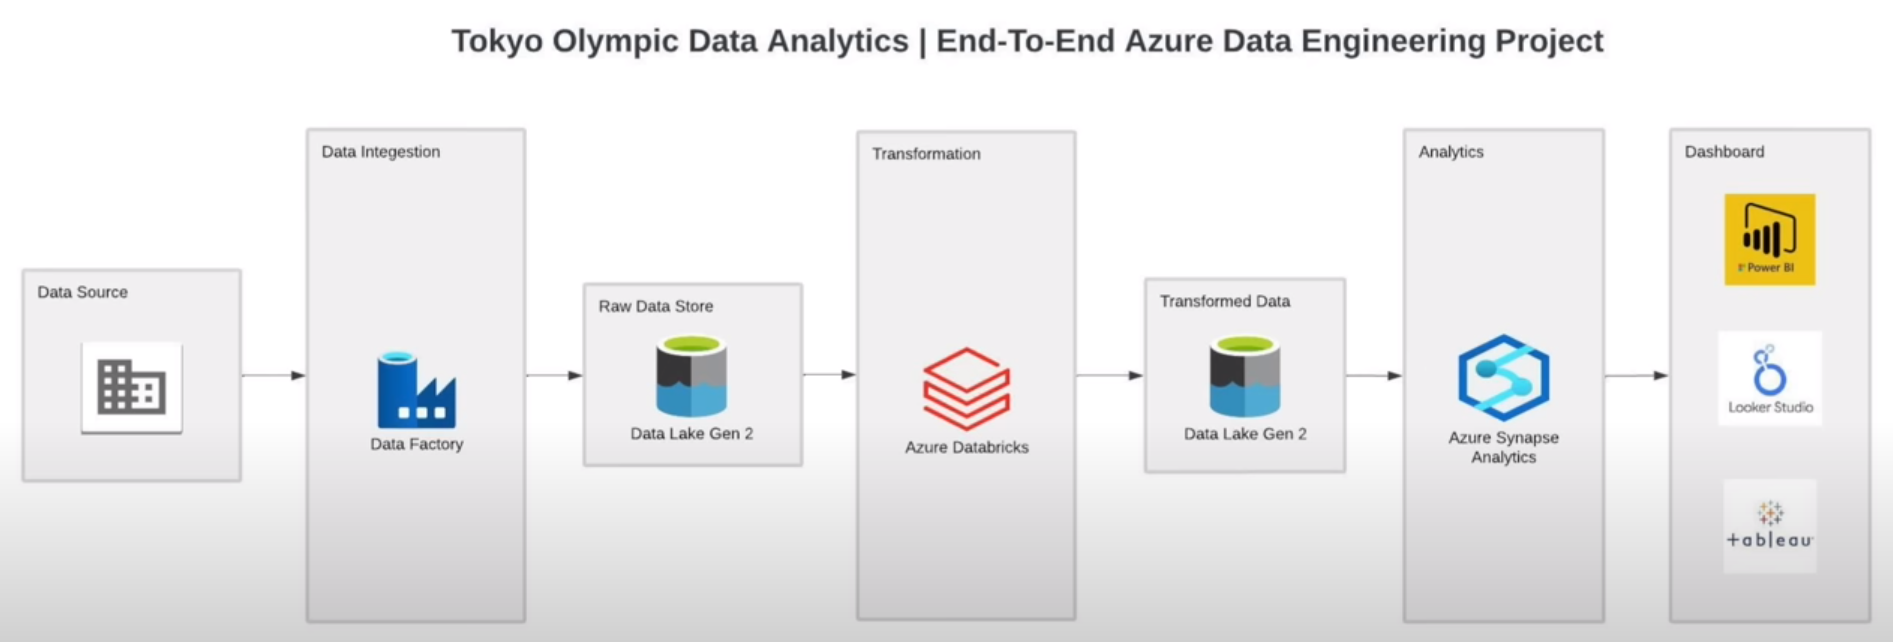 Tokyo Olympic Data Analytics | End-To-End Azure Data Engineering Project
Data Source
Data Integestion
Data Factory
Raw Data Store
Data Lake Gen 2
Transformation
Azure Databricks
Transformed Data
Data Lake Gen 2
Analytics
Azure Synapse
Analytics
Dashboard
Power BI
Looker Studio
+ableau